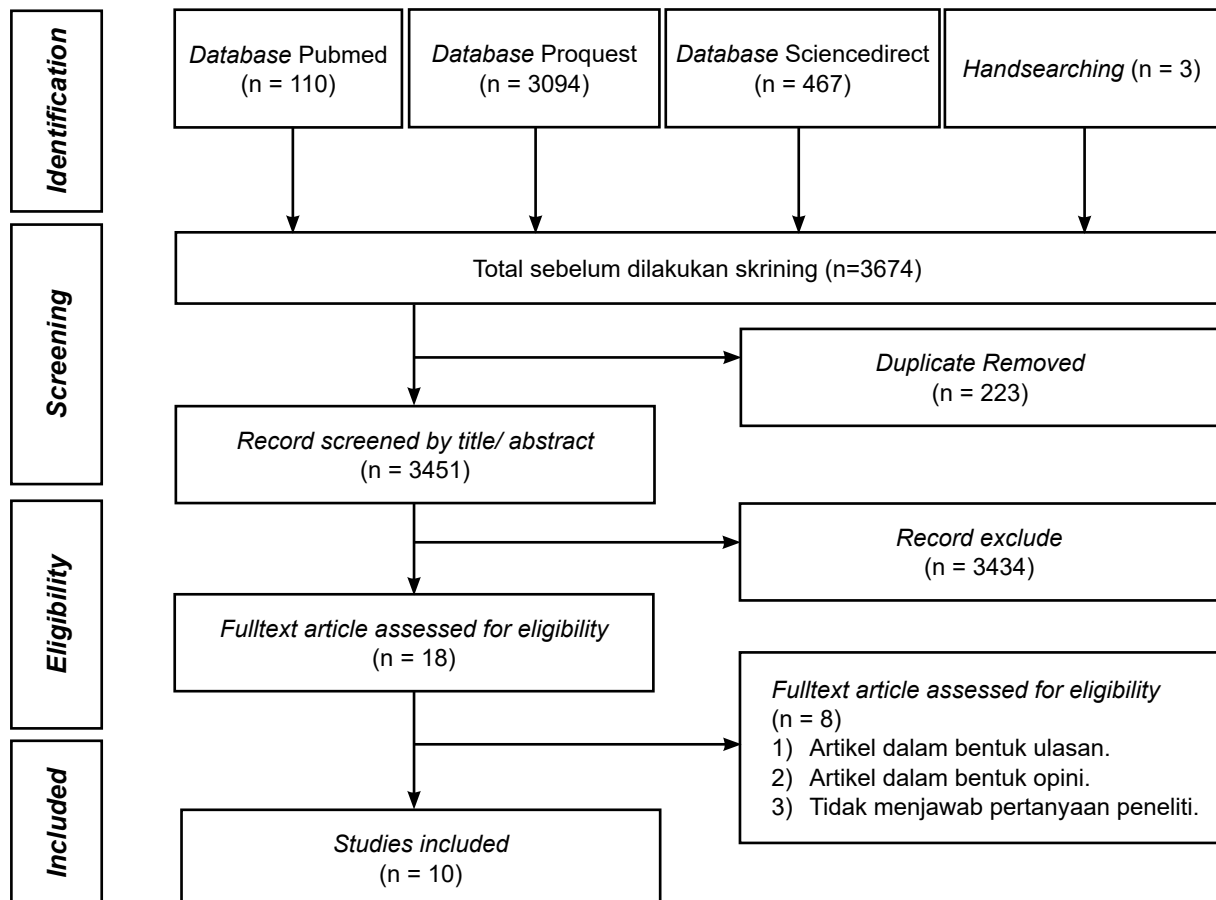 Identification
Database Pubmed
(n = 110)
Database Proquest
(n = 3094)
Database Sciencedirect
(n = 467)
Handsearching (n = 3)
Screening
Total sebelum dilakukan skrining (n=3674)
Duplicate Removed
(n = 223)
Record screened by title/ abstract
(n = 3451)
Eligibility
Record exclude
(n = 3434)
Fulltext article assessed for eligibility
(n = 18)
Fulltext article assessed for eligibility
(n = 8)
1) Artikel dalam bentuk ulasan.
2) Artikel dalam bentuk opini.
3) Tidak menjawab pertanyaan peneliti.
Included
Studies included
(n = 10)